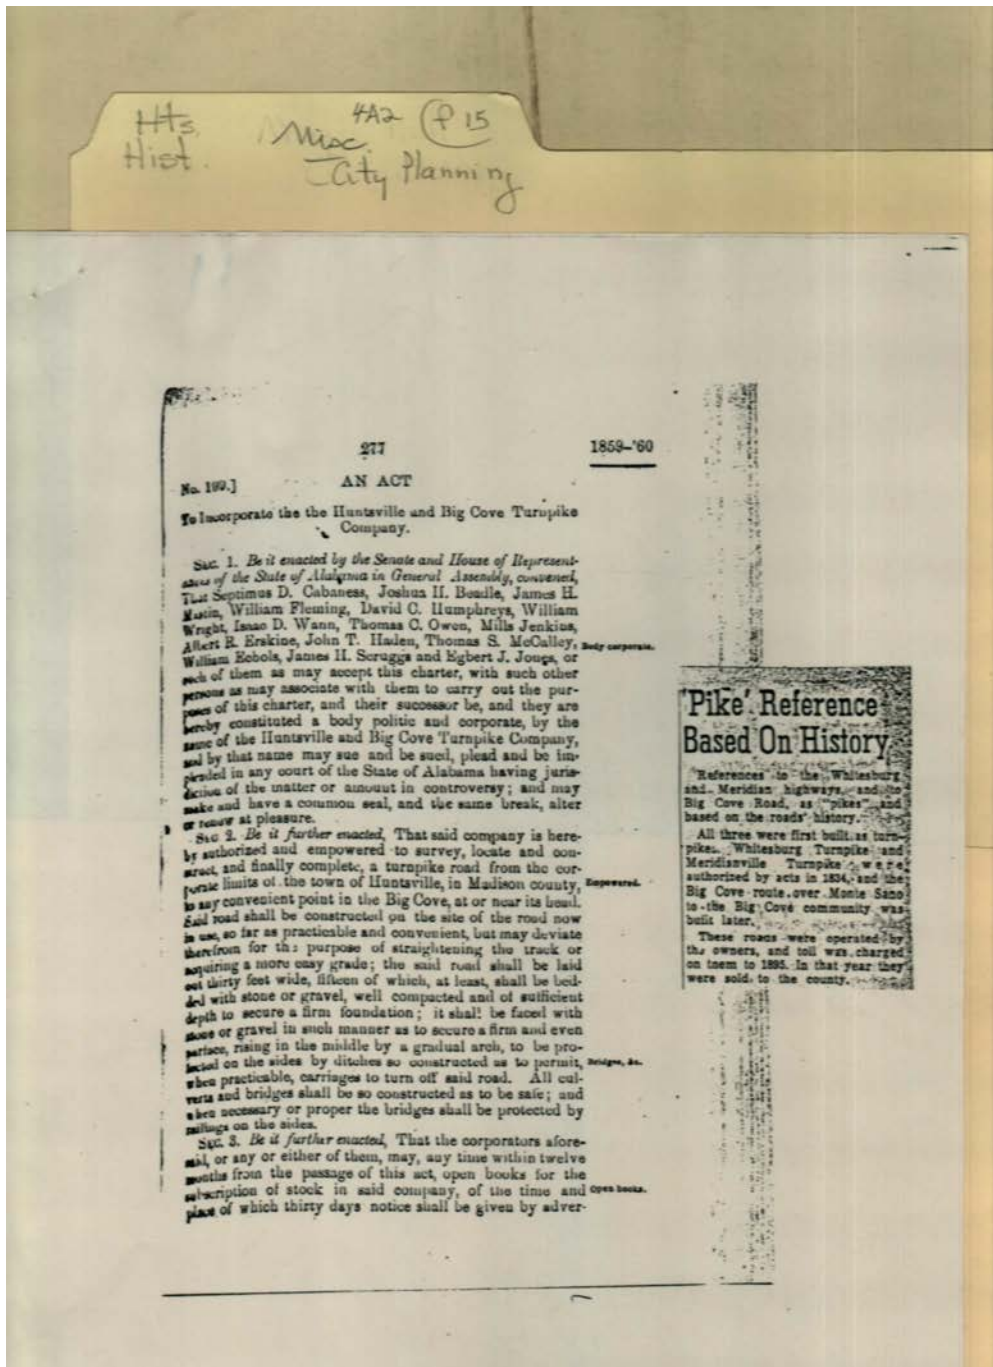 Hts. Misc. 4A2 P 15
Hist. City Planning
277 1859-'60
No. 199.] AN ACT
To Incorporate the the Huntsville and Big Cove Turnpike
Company.
SEC. 1. Be it enacted by the Senate and House of Represent-
atives of the State of Alabama in General Assembly, convened,
That Septimus D. Cabaness, Joshua H. Beadle, James H.
Mastin, William Fleming, David C. Humphreys, William
Wright, Isaac D. Wann, Thomas C. Owen, Mills Jenkins,
Albert R. Erskine, John T. Haden, Thomas S. McCalley, Body corporate.
William Echols, James H. Scruggs and Egbert J. Jones, or
such of them as may accept this charter, with such other
persons as may associate with them to carry out the pur-
poses of this charter, and their successor be, and they are
hereby constituted a body politic and corporate, by the
name of the Huntsville and Big Cove Turnpike Company,
and by that name may sue and be sued, plead and be im-
pleaded in any court of the State of Alabama having juris-
diction of the matter or amount in controversy; and may
make and have a common seal, and the same break, alter
or renew at pleasure.
SEC 2. Be it further enacted, That said company is here-
by authorized and empowered to survey, locate and con-
struct, and finally complete, a turnpike road from the cor-
porate limits of the town of Huntsville, in Madison county, Empowered.
to any convenient point in the Big Cove, at or near its head.
Said road shall be constructed on the site of the road now
in use, so far as practicable and convenient, but may deviate
therefrom for the purpose of straightening the track or
acquiring a more easy grade; the said road shall be laid
out thirty feet wide, fifteen of which, at least, shall be bed-
ded with stone or gravel, well compacted and of sufficient
depth to secure a firm foundation; it shall be faced with
stone or gravel in such manner as to secure a firm and even
surface, rising in the middle by a gradual arch, to be pro-
tected on the sides by ditches so constructed as to permit, Bridges, &c.
when practicable, carriages to turn off said road. All cul-
verts and bridges shall be so constructed as to be safe; and
when necessary or proper the bridges shall be protected by
railings on the sides.
SEC. 3. Be it further enacted, That the corporators afore-
said, or any or either of them, may, any time within twelve
months from the passage of this act, open books for the
subscription of stock in said company, of the time and Open books.
place of which thirty days notice shall be given by adver-
'Pike' Reference
Based On History
References to the Whitesburg
and Meridian highways, and to
Big Cove Road, as "pikes" and
based on the roads' history.
All three were first built as turn-
pikes. Whitesburg Turnpike and
Meridianville Turnpike were
authorized by acts in 1834, and the
Big Cove route over Monte Sano
to the Big Cove community was
built later.
These roads were operated by
the owners, and toll was charged
on them to 1895. In that year they
were sold to the county.